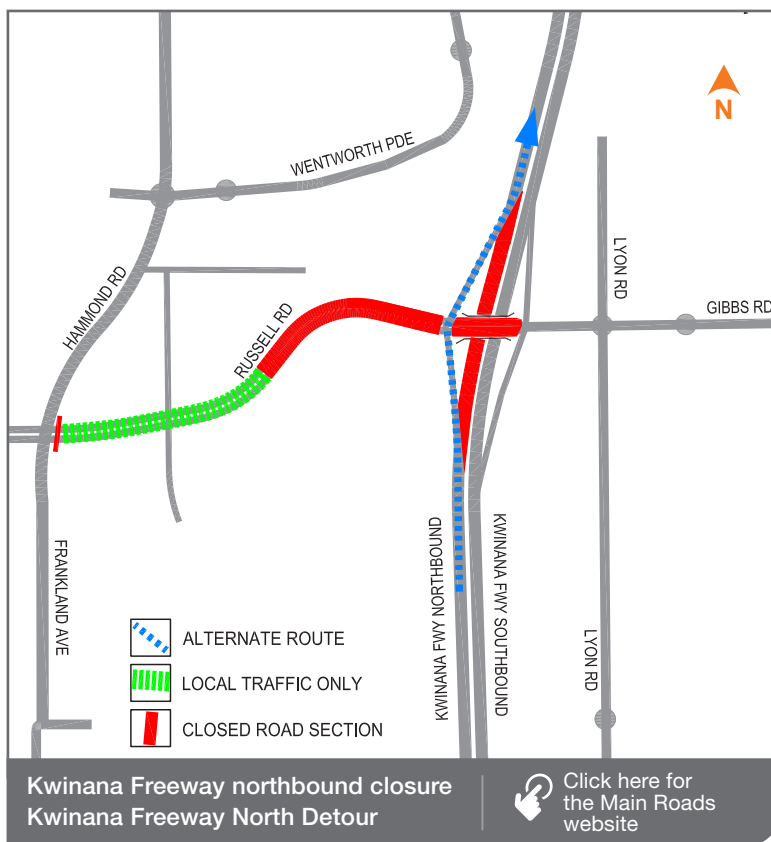 N
WENTWORTH PDE
HAMMOND RD
LYON RD
GIBBS RD
RUSSELL RD
FRANKLAND AVE
KWINANA FWY NORTHBOUND
KWINANA FWY SOUTHBOUND
LYON RD
ALTERNATE ROUTE
LOCAL TRAFFIC ONLY
CLOSED ROAD SECTION
Kwinana Freeway northbound closure
Kwinana Freeway North Detour
Click here for
the Main Roads
website